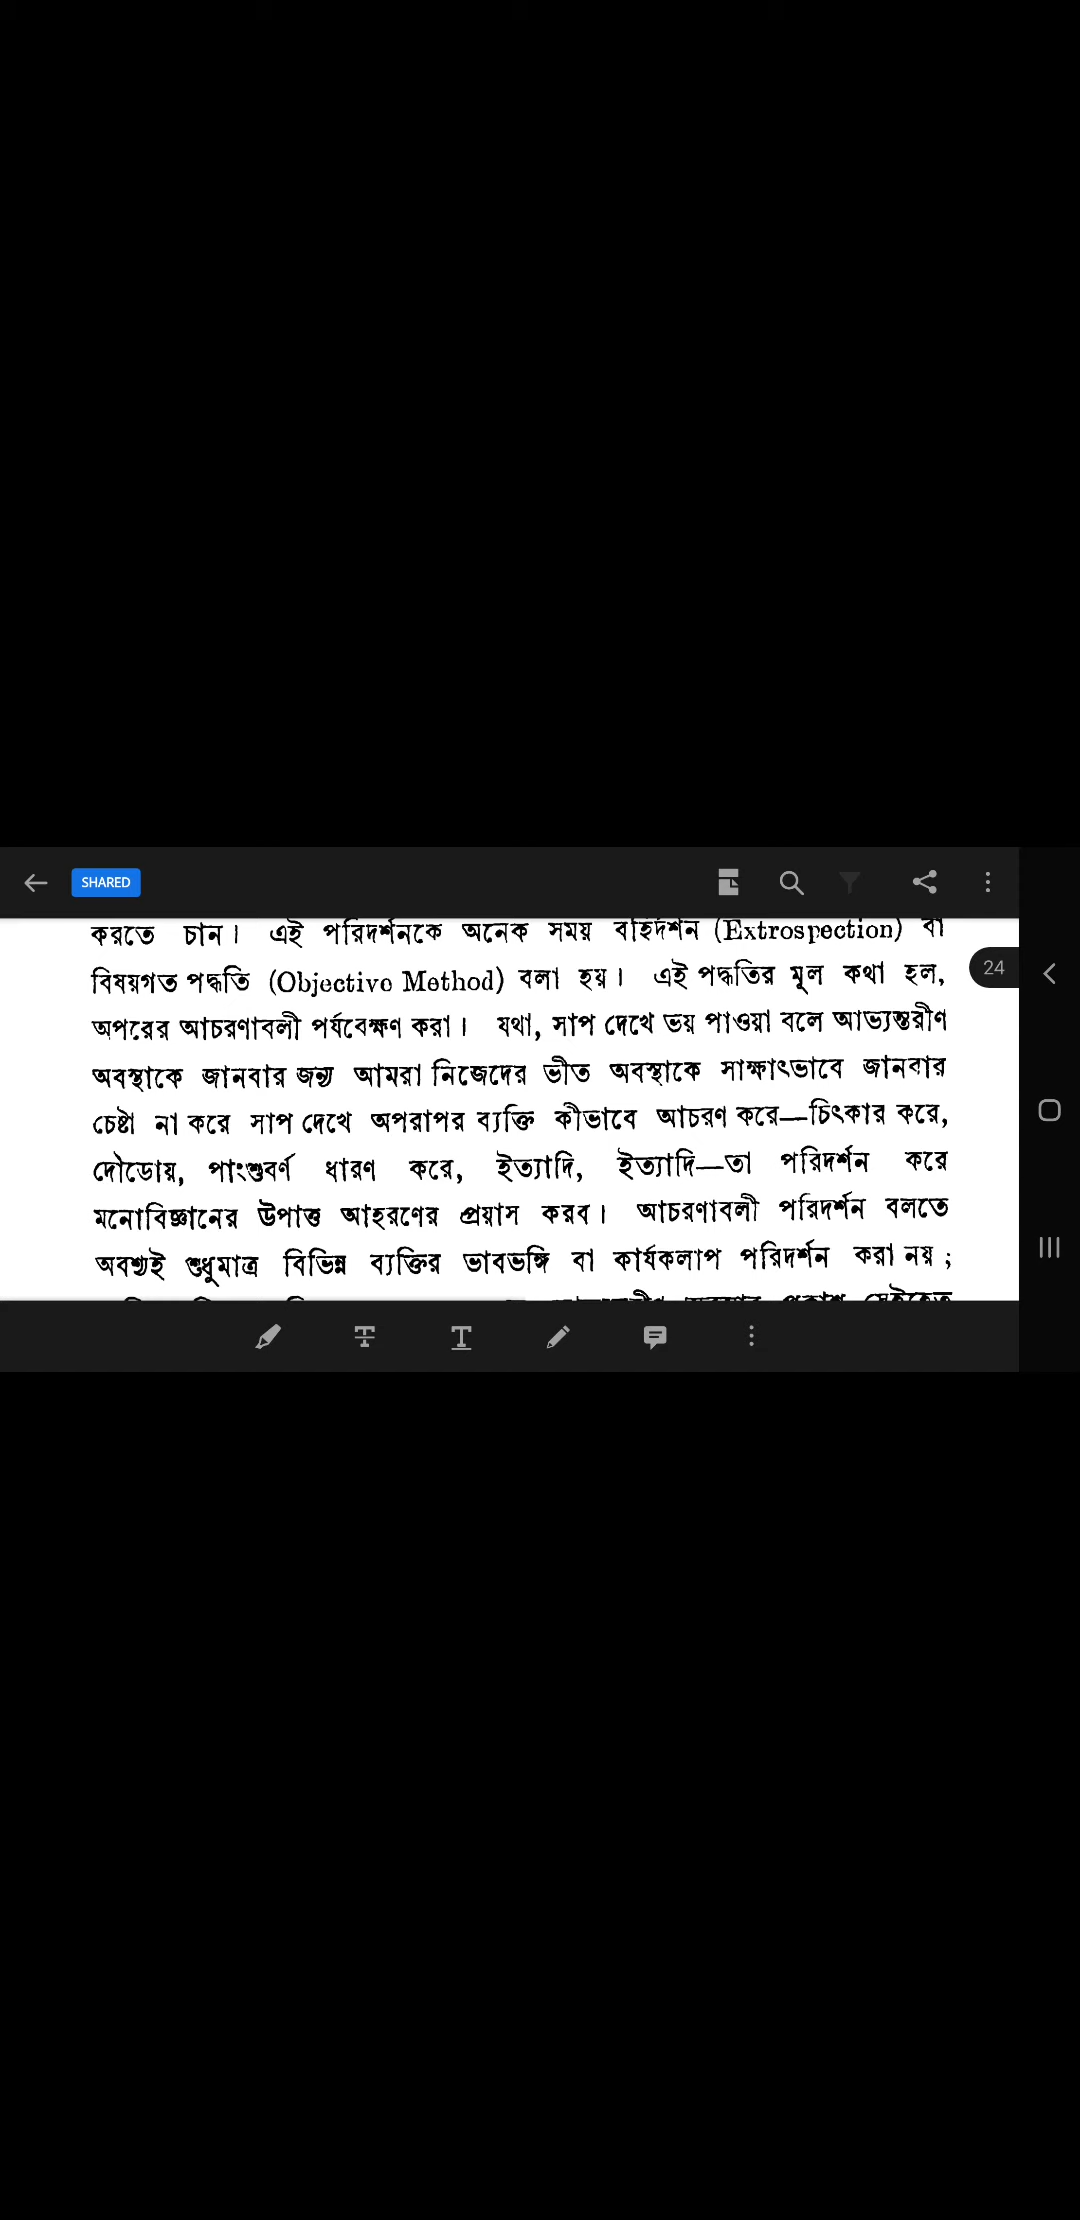 SHARED
করতে চান। এই পরিদর্শনকে অনেক সময় বহির্দর্শন (Extrospection) বা
বিষয়গত পদ্ধতি (Objective Method) বলা হয়। এই পদ্ধতির মূল কথা হল,
24
অপরের আচরণাবলী পর্যবেক্ষণ করা। যথা, সাপ দেখে ভয় পাওয়া বলে আভ্যন্তরীণ
অবস্থাকে জানবার জন্য আমরা নিজেদের ভীত অবস্থাকে সাক্ষাৎভাবে জানবার
চেষ্টা না করে সাপ দেখে অপরাপর ব্যক্তি কীভাবে আচরণ করে—চিৎকার করে,
দৌড়োয়, পাংশুবর্ণ ধারণ করে, ইত্যাদি, ইত্যাদি—তা পরিদর্শন করে
মনোবিজ্ঞানের উপাত্ত আহরণের প্রয়াস করব। আচরণাবলী পরিদর্শন বলতে
অবশ্যই শুধুমাত্র বিভিন্ন ব্যক্তির ভাবভঙ্গি বা কার্যকলাপ পরিদর্শন করা নয়;